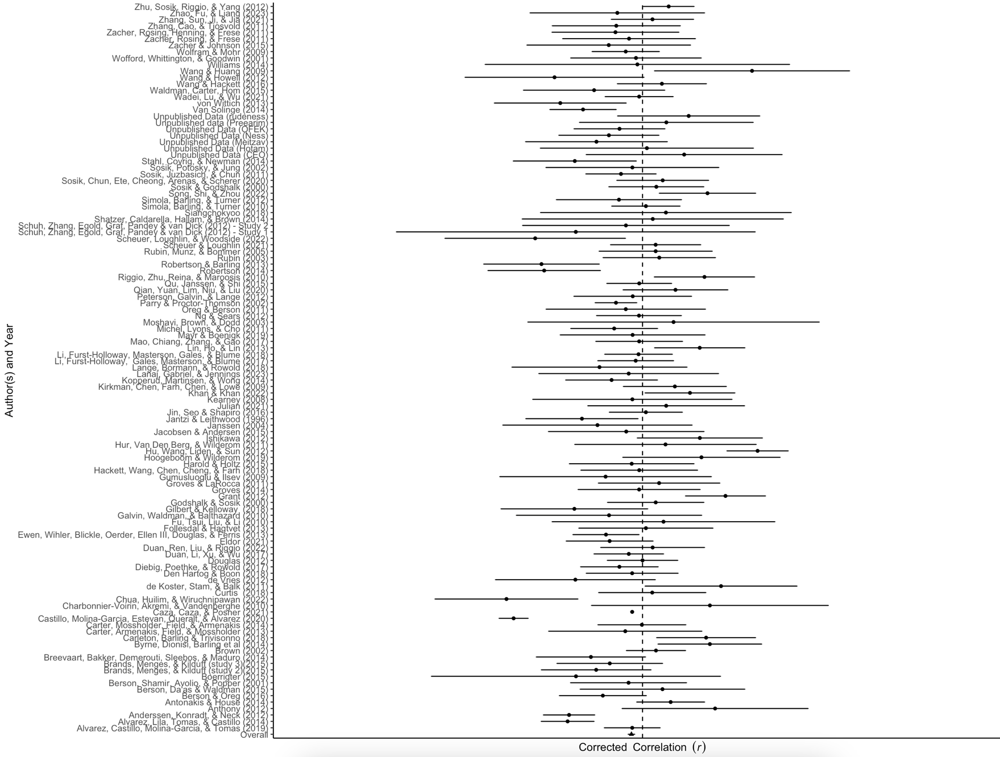 Zhu, Sosik, Riggio, & Yang (2012)
Zhao, Fu, & Liang (2023)
Zhang, Sun, Ji, & Jia (2021)
Zhang, Cao, & Tjosvold (2011)
Zacher, Rosing, Henning, & Frese (2011)
Zacher, Rosing, & Frese (2011)
Zacher & Johnson (2015)
Wolfram & Mohr (2009)
Wofford, Whittington, & Goodwin (2001)
Williams (2014)
Wang & Huang (2009)
Wang & Howell (2012)
Wang & Hackett (2016)
Waldman, Carter, Hom (2015)
Wadei, Lu, & Wu (2021)
von Wittich (2013)
Van Solinge (2014)
Unpublished Data (rudeness)
Unpublished data (Preearim)
Unpublished Data (OFEK)
Unpublished Data (Ness)
Unpublished Data (Meitzav)
Unpublished Data (Hotam)
Unpublished Data (CEO)
Stahl, Covrig, & Newman (2014)
Sosik, Potosky, & Jung (2002)
Sosik, Juzbasich, & Chun (2011)
Sosik, Chun, Ete, Cheong, Arenas, & Scherer (2020)
Sosik & Godshalk (2000)
Song, Shi, & Zhou (2022)
Simola, Barling, & Turner (2012)
Simola, Barling, & Turner (2010)
Siangchokyoo (2018)
Shatzer, Caldarella, Hallam, & Brown (2014)
Schuh, Zhang, Egold, Graf, Pandey & van Dick (2012) - Study 2
Schuh, Zhang, Egold, Graf, Pandey & van Dick (2012) - Study 1
Scheuer, Loughlin, & Woodside (2022)
Scheuer & Loughlin (2021)
Rubin, Munz, & Bommer (2005)
Rubin (2003)
Robertson & Barling (2013)
Robertson (2014)
Riggio, Zhu, Reina, & Maroosis (2010)
Qu, Janssen, & Shi (2015)
Qian, Yuan, Lim, Niu, & Liu (2020)
Peterson, Galvin, & Lange (2012)
Parry & Proctor-Thomson (2002)
Oreg & Berson (2011)
Ng & Sears (2012)
Moshavi, Brown, & Dodd (2003)
Michel, Lyons, & Cho (2011)
Mayr & Boenigk (2019)
Mao, Chiang, Zhang, & Gao (2017)
Lin, Ho, & Lin (2013)
Li, Furst-Holloway, Masterson, Gales, & Blume (2018)
Li, Furst-Holloway, Gales, Masterson, & Blume (2017)
Lange, Bormann, & Rowold (2018)
Lanaj, Gabriel, & Jennings (2023)
Kopperud, Martinsen, & Wong (2014)
Kirkman, Chen, Farh, Chen, & Lowe (2009)
Khan & Khan (2022)
Kearney (2008)
Julian (2021)
Jin, Seo & Shapiro (2016)
Jantzi & Leithwood (1996)
Janssen (2004)
Jacobsen & Andersen (2015)
Ishikawa (2012)
Hur, Van Den Berg, & Wilderom (2011)
Hu, Wang, Liden, & Sun (2012)
Hoogeboom & Wilderom (2019)
Harold & Holtz (2015)
Hackett, Wang, Chen, Cheng, & Farh (2018)
Gumusluoglu & Ilsev (2009)
Groves & LaRocca (2011)
Groves (2014)
Grant (2012)
Godshalk & Sosik (2000)
Gilbert & Kelloway (2018)
Galvin, Waldman, & Balthazard (2010)
Fu, Tsui, Liu, & Li (2010)
Follesdal & Hagtvet (2013)
Ewen, Wihler, Blickle, Oerder, Ellen III, Douglas, & Ferris (2013)
Eldor (2021)
Duan, Ren, Liu, & Riggio (2022)
Duan, Li, Xu, & Wu (2017)
Douglas (2012)
Diebig, Poethke, & Rowold (2017)
Den Hartog & Boon (2018)
de Vries (2012)
de Koster, Stam, & Balk (2011)
Curtis (2018)
Chua, Huilim, & Wiruchnipawan (2022)
Charbonnier-Voirin, Akremi, & Vandenberghe (2010)
Caza, Caza, & Posner (2021)
Castillo, Molina-Garcia, Estevan, Queralt, & Alvarez (2020)
Carter, Mossholder, Field, & Armenakis (2014)
Carter, Armenakis, Field, & Mossholder (2013)
Carleton, Barling & Trivisonno (2018)
Byrne, Dionisi, Barling et al (2014)
Brown (2002)
Breevaart, Bakker, Demerouti, Sleebos, & Maduro (2014)
Brands, Menges, & Kilduff (study 3)(2015)
Brands, Menges, & Kilduff (study 2)(2015)
Boerrigter (2015)
Berson, Shamir, Avolio, & Popper (2001)
Berson, Da'as & Waldman (2015)
Berson & Oreg (2016)
Antonakis & House (2014)
Anthony (2012)
Anderssen, Konradt, & Neck (2012)
Alvarez, Lila, Tomas, & Castillo (2014)
Alvarez, Castillo, Molina-Garcia, & Tomas (2019)
Overall
Author(s) and Year
Corrected Correlation (r)